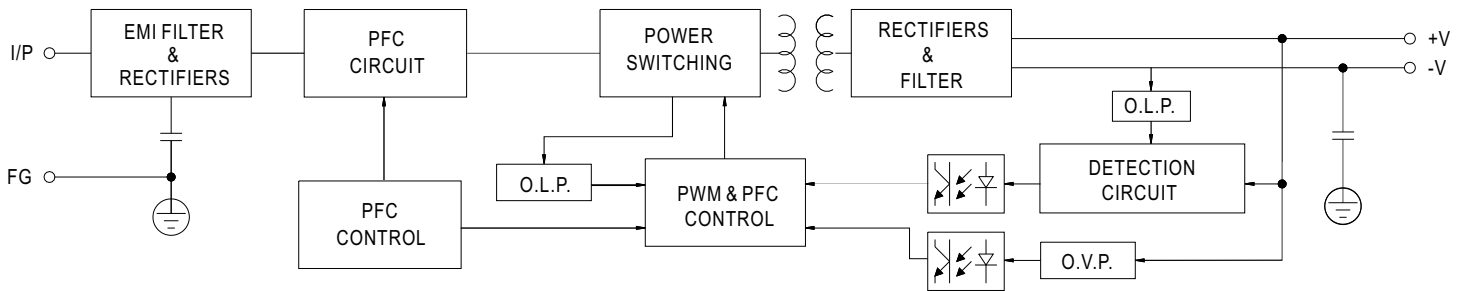 I/P
EMI FILTER
&
RECTIFIERS
PFC
CIRCUIT
POWER
SWITCHING
RECTIFIERS
&
FILTER
+V
-V
O.L.P.
FG
O.L.P.
PFC
CONTROL
PWM & PFC
CONTROL
DETECTION
CIRCUIT
O.V.P.